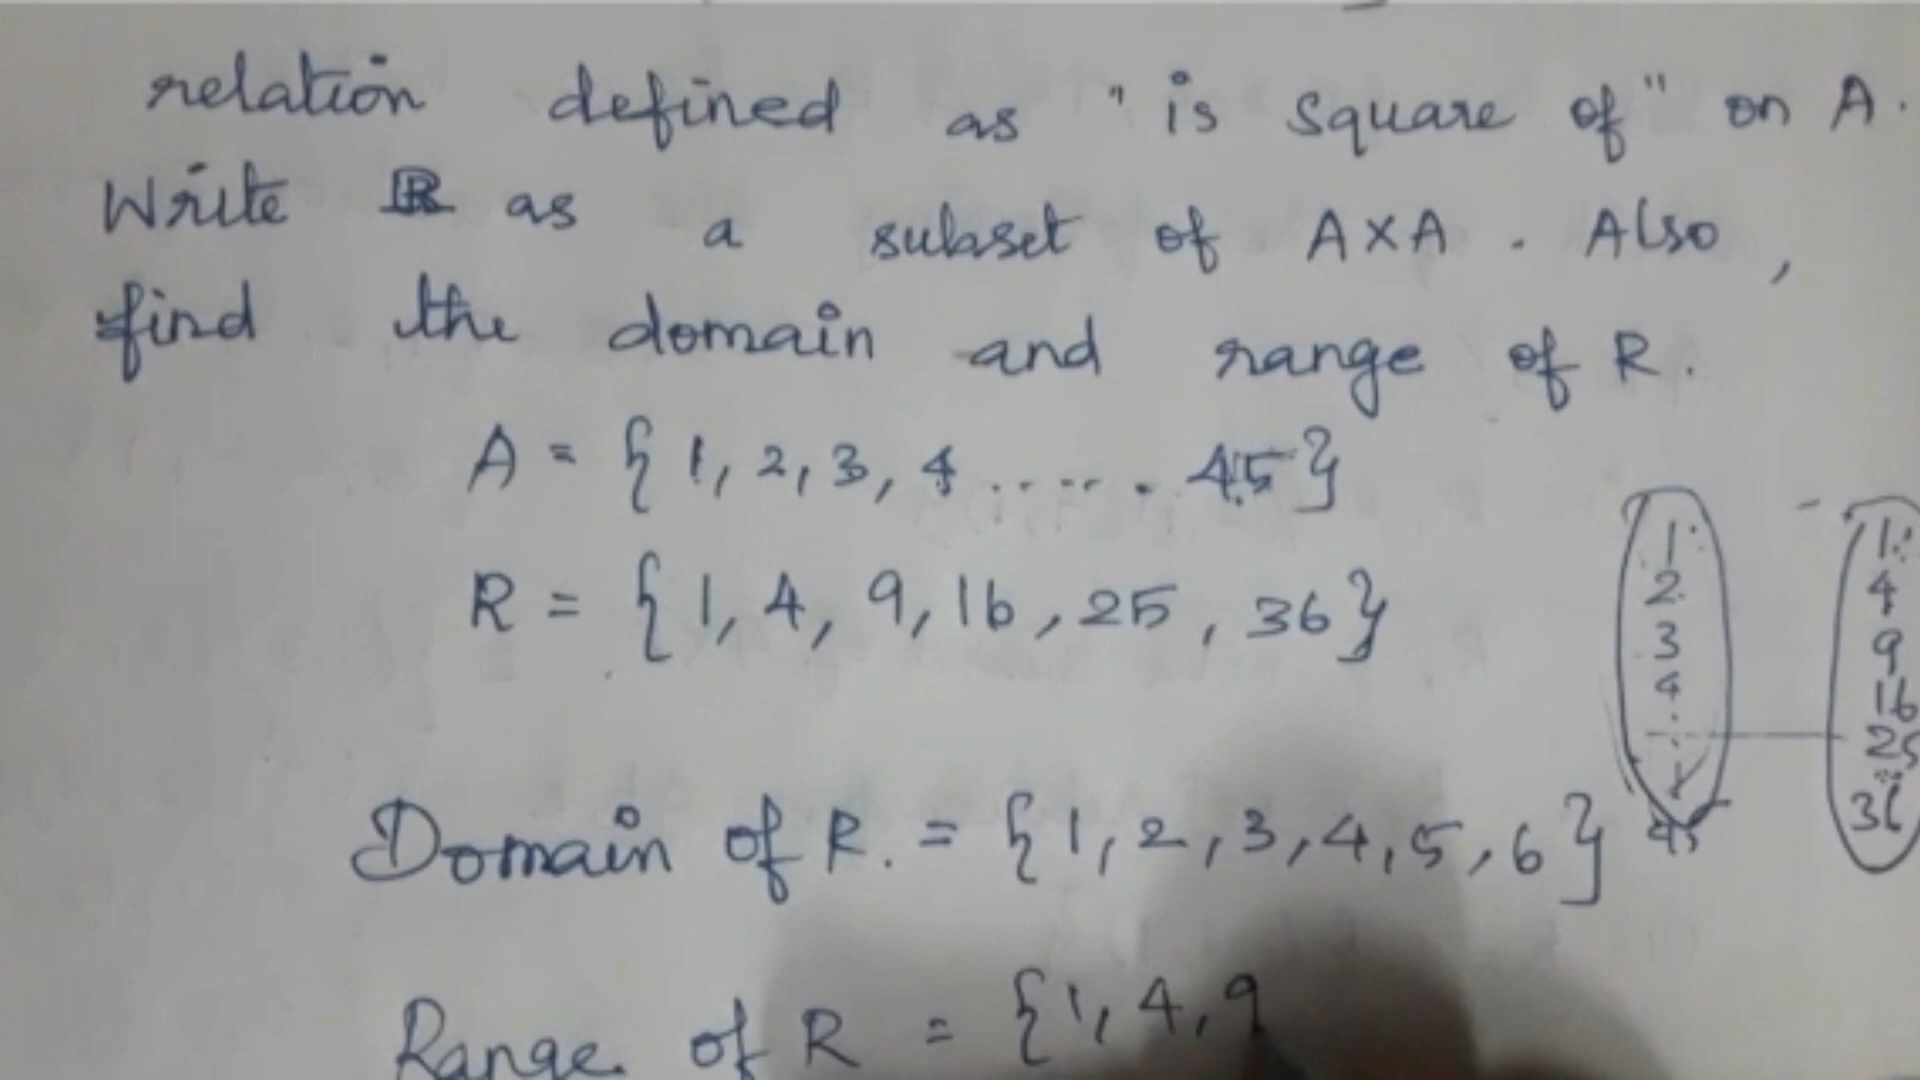 relation defined as "is square of" on A.
Write R as a subset of A×A. Also,
find the domain and range of R.
A = {1, 2, 3, 4 ...... 45}
R = {1, 4, 9, 16, 25, 36}
1
2
3
4
45
1
4
9
16
25
36
Domain of R. = {1, 2, 3, 4, 5, 6}
Range of R = {1, 4, 9